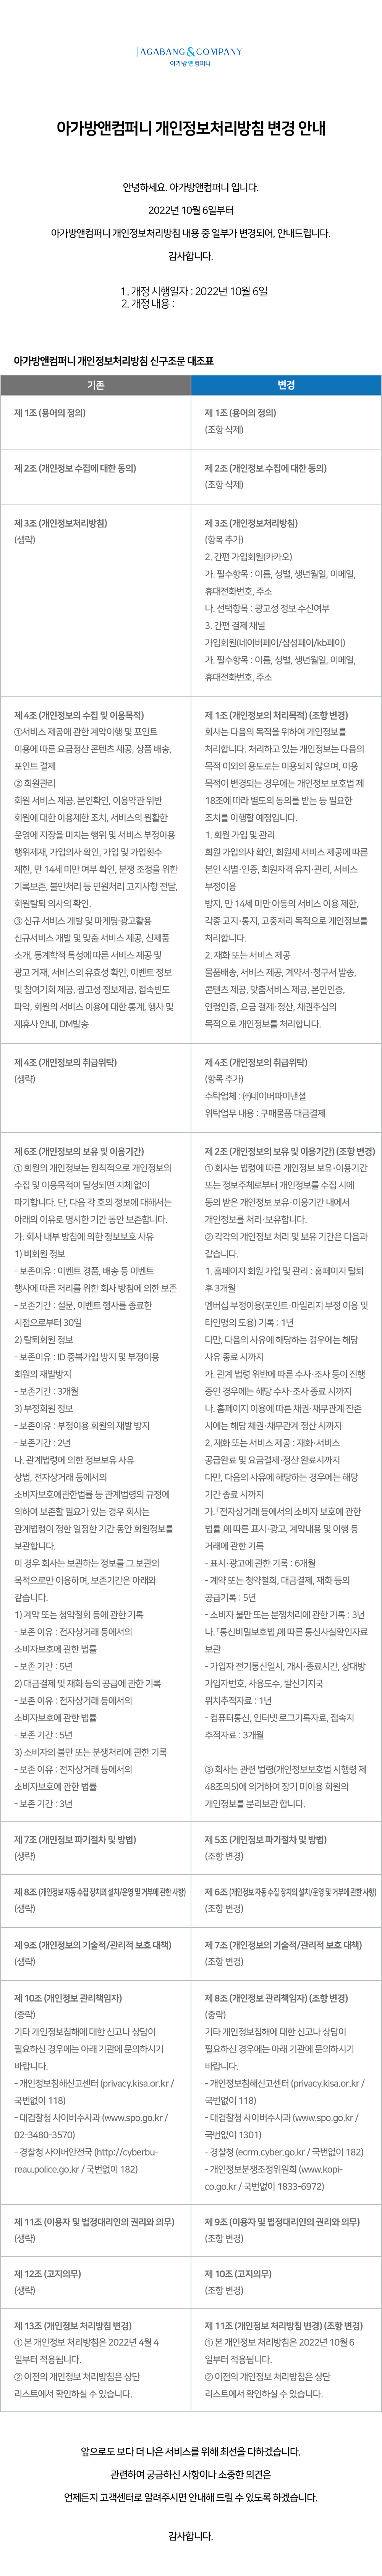 AGABANG&COMPANY
아가방앤컴퍼니
아가방앤컴퍼니 개인정보처리방침 변경 안내
안녕하세요. 아가방앤컴퍼니 입니다.
2022년 10월 6일부터
아가방앤컴퍼니 개인정보처리방침 내용 중 일부가 변경되어, 안내드립니다.
감사합니다.
1. 개정 시행일자 : 2022년 10월 6일
2. 개정 내용 :
아가방앤컴퍼니 개인정보처리방침 신구조문 대조표
기존
변경
제 1조 (용어의 정의)
제 1조 (용어의 정의)
(조항 삭제)
제 2조 (개인정보 수집에 대한 동의)
제 2조 (개인정보 수집에 대한 동의)
(조항 삭제)
제 3조 (개인정보처리방침)
(생략)
제 3조 (개인정보처리방침)
(항목 추가)
2. 간편 가입회원(카카오)
가. 필수항목 : 이름, 성별, 생년월일, 이메일,
휴대전화번호, 주소
나. 선택항목 : 광고성 정보 수신여부
3. 간편 결제 채널
가입회원(네이버페이/삼성페이/kb페이)
가. 필수항목 : 이름, 성별, 생년월일, 이메일,
휴대전화번호, 주소
제 4조 (개인정보의 수집 및 이용목적)
①서비스 제공에 관한 계약이행 및 포인트
이용에 따른 요금정산 콘텐츠 제공, 상품 배송,
포인트 결제
② 회원관리
회원 서비스 제공, 본인확인, 이용약관 위반
회원에 대한 이용제한 조치, 서비스의 원활한
운영에 지장을 미치는 행위 및 서비스 부정이용
행위제재, 가입의사 확인, 가입 및 가입횟수
제한, 만 14세 미만 여부 확인, 분쟁 조정을 위한
기록보존, 불만처리 등 민원처리 고지사항 전달,
회원탈퇴 의사의 확인.
③ 신규 서비스 개발 및 마케팅·광고활용
신규서비스 개발 및 맞춤 서비스 제공, 신제품
소개, 통계학적 특성에 따른 서비스 제공 및
광고 게재, 서비스의 유효성 확인, 이벤트 정보
및 참여기회 제공, 광고성 정보제공, 접속빈도
파악, 회원의 서비스 이용에 대한 통계, 행사 및
제휴사 안내, DM발송
제 1조 (개인정보의 처리목적) (조항 변경)
회사는 다음의 목적을 위하여 개인정보를
처리합니다. 처리하고 있는 개인정보는 다음의
목적 이외의 용도로는 이용되지 않으며, 이용
목적이 변경되는 경우에는 개인정보 보호법 제
18조에 따라 별도의 동의를 받는 등 필요한
조치를 이행할 예정입니다.
1. 회원 가입 및 관리
회원 가입의사 확인, 회원제 서비스 제공에 따른
본인 식별·인증, 회원자격 유지·관리, 서비스
부정이용
방지, 만 14세 미만 아동의 서비스 이용 제한,
각종 고지·통지, 고충처리 목적으로 개인정보를
처리합니다.
2. 재화 또는 서비스 제공
물품배송, 서비스 제공, 계약서·청구서 발송,
콘텐츠 제공, 맞춤서비스 제공, 본인인증,
연령인증, 요금 결제·정산, 채권추심의
목적으로 개인정보를 처리합니다.
제 4조 (개인정보의 취급위탁)
(생략)
제 4조 (개인정보의 취급위탁)
(항목 추가)
수탁업체 : ㈜네이버파이낸셜
위탁업무 내용 : 구매물품 대금결제
제 6조 (개인정보의 보유 및 이용기간)
① 회원의 개인정보는 원칙적으로 개인정보의
수집 및 이용목적이 달성되면 지체 없이
파기합니다. 단, 다음 각 호의 정보에 대해서는
아래의 이유로 명시한 기간 동안 보존합니다.
가. 회사 내부 방침에 의한 정보보호 사유
1) 비회원 정보
- 보존이유 : 이벤트 경품, 배송 등 이벤트
행사에 따른 처리를 위한 회사 방침에 의한 보존
- 보존기간 : 설문, 이벤트 행사를 종료한
시점으로부터 30일
2) 탈퇴회원 정보
- 보존이유 : ID 중복가입 방지 및 부정이용
회원의 재발방지
- 보존기간 : 3개월
3) 부정회원 정보
- 보존이유 : 부정이용 회원의 재발 방지
- 보존기간 : 2년
나. 관계법령에 의한 정보보유 사유
상법, 전자상거래 등에서의
소비자보호에관한법률 등 관계법령의 규정에
의하여 보존할 필요가 있는 경우 회사는
관계법령이 정한 일정한 기간 동안 회원정보를
보관합니다.
이 경우 회사는 보관하는 정보를 그 보관의
목적으로만 이용하며, 보존기간은 아래와
같습니다.
1) 계약 또는 청약철회 등에 관한 기록
- 보존 이유 : 전자상거래 등에서의
소비자보호에 관한 법률
- 보존 기간 : 5년
2) 대금결제 및 재화 등의 공급에 관한 기록
- 보존 이유 : 전자상거래 등에서의
소비자보호에 관한 법률
- 보존 기간 : 5년
3) 소비자의 불만 또는 분쟁처리에 관한 기록
- 보존 이유 : 전자상거래 등에서의
소비자보호에 관한 법률
- 보존 기간 : 3년
제 2조 (개인정보의 보유 및 이용기간) (조항 변경)
① 회사는 법령에 따른 개인정보 보유·이용기간
또는 정보주체로부터 개인정보를 수집 시에
동의 받은 개인정보 보유·이용기간 내에서
개인정보를 처리·보유합니다.
② 각각의 개인정보 처리 및 보유 기간은 다음과
같습니다.
1. 홈페이지 회원 가입 및 관리 : 홈페이지 탈퇴
후 3개월
멤버십 부정이용(포인트·마일리지 부정 이용 및
타인명의 도용) 기록 : 1년
다만, 다음의 사유에 해당하는 경우에는 해당
사유 종료 시까지
가. 관계 법령 위반에 따른 수사·조사 등이 진행
중인 경우에는 해당 수사·조사 종료 시까지
나. 홈페이지 이용에 따른 채권·채무관계 잔존
시에는 해당 채권·채무관계 정산 시까지
2. 재화 또는 서비스 제공 : 재화·서비스
공급완료 및 요금결제·정산 완료시까지
다만, 다음의 사유에 해당하는 경우에는 해당
기간 종료 시까지
가. 「전자상거래 등에서의 소비자 보호에 관한
법률」에 따른 표시·광고, 계약내용 및 이행 등
거래에 관한 기록
- 표시·광고에 관한 기록 : 6개월
- 계약 또는 청약철회, 대금결제, 재화 등의
공급기록 : 5년
- 소비자 불만 또는 분쟁처리에 관한 기록 : 3년
나. 「통신비밀보호법」에 따른 통신사실확인자료
보관
- 가입자 전기통신일시, 개시·종료시간, 상대방
가입자번호, 사용도수, 발신기지국
위치추적자료 : 1년
- 컴퓨터통신, 인터넷 로그기록자료, 접속지
추적자료 : 3개월
③ 회사는 관련 법령(개인정보보호법 시행령 제
48조의5)에 의거하여 장기 미이용 회원의
개인정보를 분리보관 합니다.
제 7조 (개인정보 파기절차 및 방법)
(생략)
제 5조 (개인정보 파기절차 및 방법)
(조항 변경)
제 8조 (개인정보 자동 수집 장치의 설치/운영 및 거부에 관한 사항)
(생략)
제 6조 (개인정보 자동 수집 장치의 설치/운영 및 거부에 관한 사항)
(조항 변경)
제 9조 (개인정보의 기술적/관리적 보호 대책)
(생략)
제 7조 (개인정보의 기술적/관리적 보호 대책)
(조항 변경)
제 10조 (개인정보 관리책임자)
(중략)
기타 개인정보침해에 대한 신고나 상담이
필요하신 경우에는 아래 기관에 문의하시기
바랍니다.
- 개인정보침해신고센터 (privacy.kisa.or.kr /
국번없이 118)
- 대검찰청 사이버수사과 (www.spo.go.kr /
02-3480-3570)
- 경찰청 사이버안전국 (http://cyberbu-
reau.police.go.kr / 국번없이 182)
제 8조 (개인정보 관리책임자) (조항 변경)
(중략)
기타 개인정보침해에 대한 신고나 상담이
필요하신 경우에는 아래 기관에 문의하시기
바랍니다.
- 개인정보침해신고센터 (privacy.kisa.or.kr /
국번없이 118)
- 대검찰청 사이버수사과 (www.spo.go.kr /
국번없이 1301)
- 경찰청 (ecrm.cyber.go.kr / 국번없이 182)
- 개인정보분쟁조정위원회 (www.kopi-
co.go.kr / 국번없이 1833-6972)
제 11조 (이용자 및 법정대리인의 권리와 의무)
(생략)
제 9조 (이용자 및 법정대리인의 권리와 의무)
(조항 변경)
제 12조 (고지의무)
(생략)
제 10조 (고지의무)
(조항 변경)
제 13조 (개인정보 처리방침 변경)
① 본 개인정보 처리방침은 2022년 4월 4
일부터 적용됩니다.
② 이전의 개인정보 처리방침은 상단
리스트에서 확인하실 수 있습니다.
제 11조 (개인정보 처리방침 변경) (조항 변경)
① 본 개인정보 처리방침은 2022년 10월 6
일부터 적용됩니다.
② 이전의 개인정보 처리방침은 상단
리스트에서 확인하실 수 있습니다.
앞으로도 보다 더 나은 서비스를 위해 최선을 다하겠습니다.
관련하여 궁금하신 사항이나 소중한 의견은
언제든지 고객센터로 알려주시면 안내해 드릴 수 있도록 하겠습니다.
감사합니다.